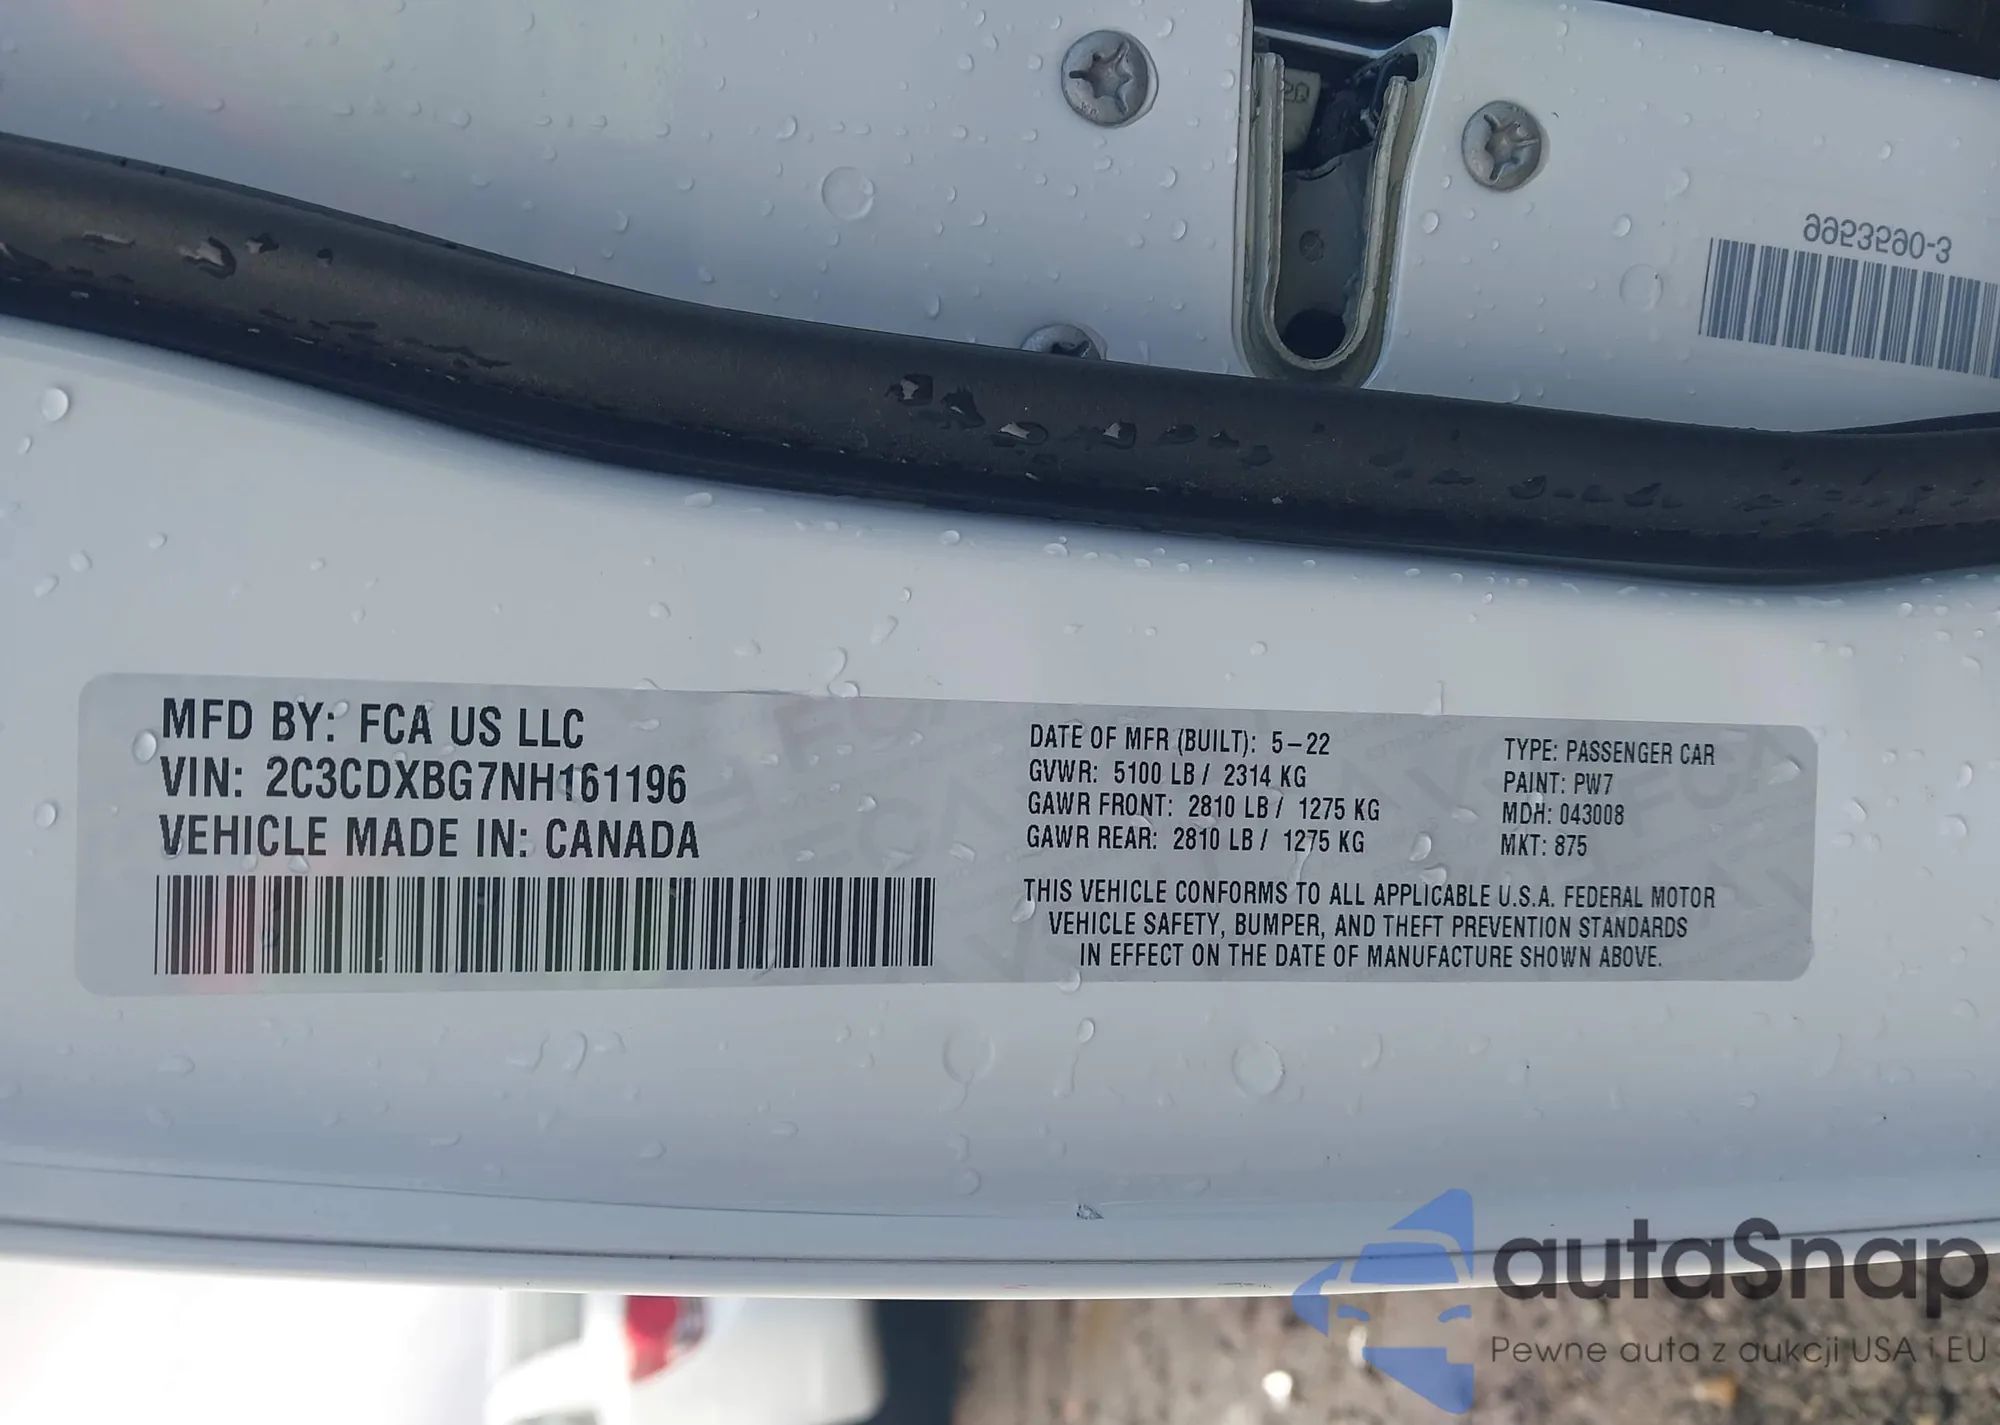 6953590-3
MFD BY: FCA US LLC
VIN: 2C3CDXBG7NH161196
VEHICLE MADE IN: CANADA
DATE OF MFR (BUILT): 5-22
GVWR: 5100 LB / 2314 KG
GAWR FRONT: 2810 LB / 1275 KG
GAWR REAR: 2810 LB / 1275 KG
TYPE: PASSENGER CAR
PAINT: PW7
MDH: 043008
MKT: 875
THIS VEHICLE CONFORMS TO ALL APPLICABLE U.S.A. FEDERAL MOTOR
VEHICLE SAFETY, BUMPER, AND THEFT PREVENTION STANDARDS
IN EFFECT ON THE DATE OF MANUFACTURE SHOWN ABOVE.
autaSnap
Pewne auta z aukcji USA i EU